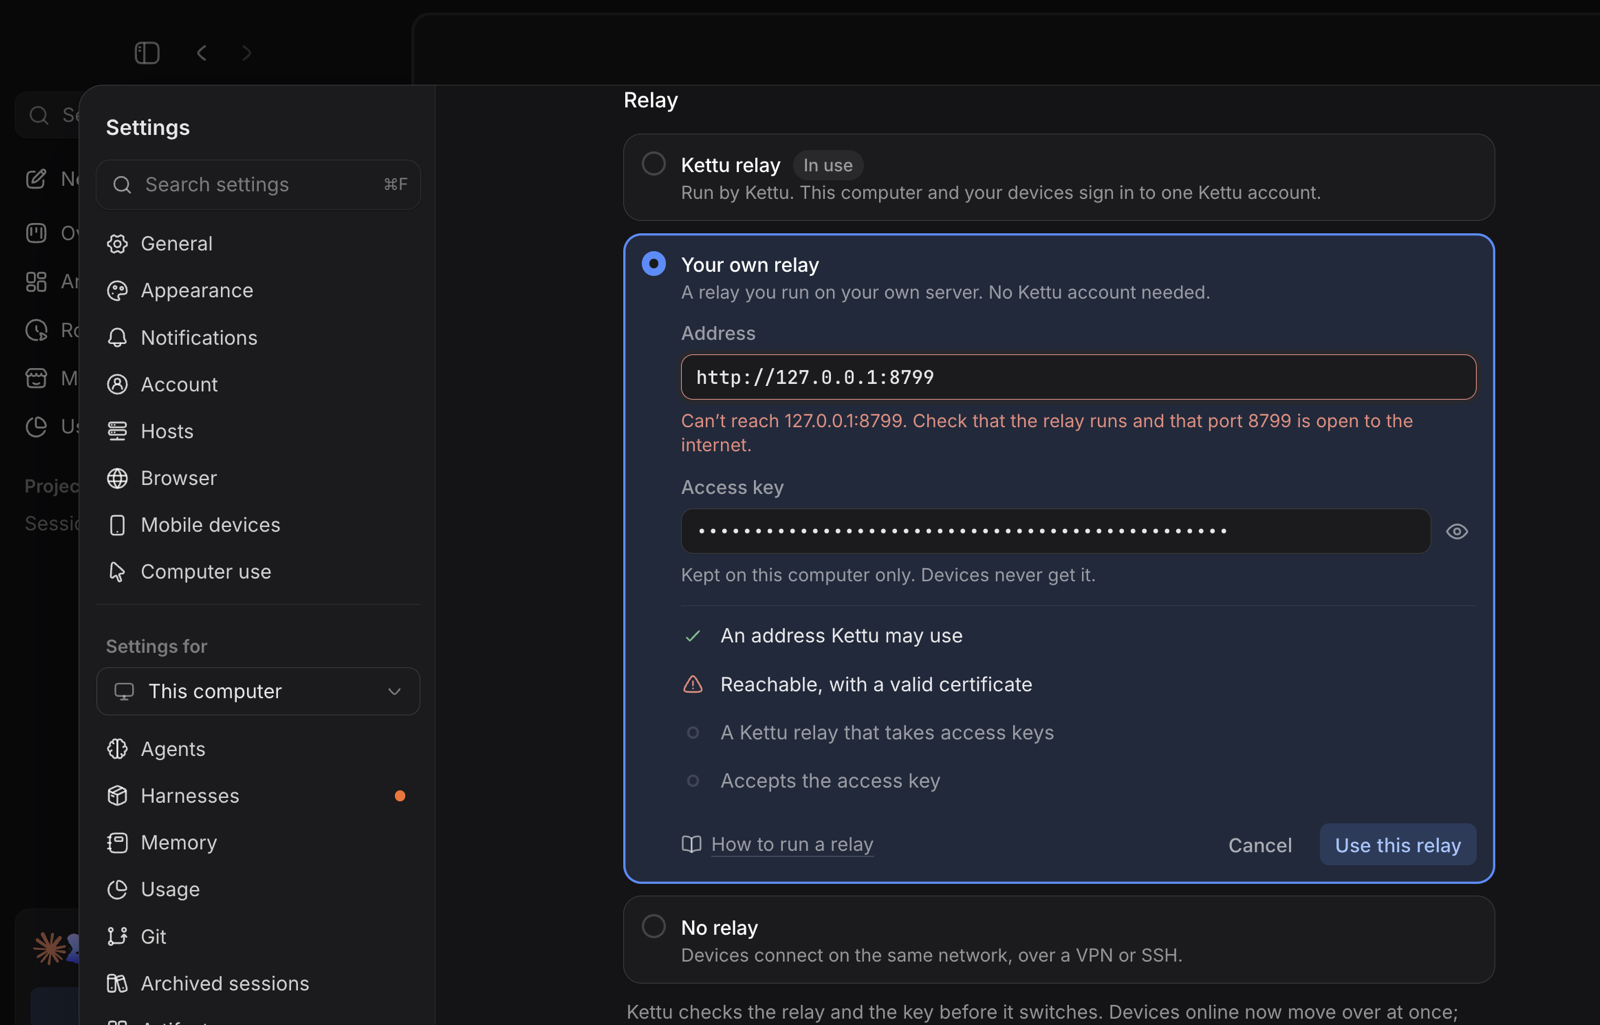 Settings
Search settings
⌘F
General
Appearance
Notifications
Account
Hosts
Browser
Mobile devices
Computer use
Settings for
This computer
Agents
Harnesses
Memory
Usage
Git
Archived sessions
Relay
Kettu relay
In use
Run by Kettu. This computer and your devices sign in to one Kettu account.
Your own relay
A relay you run on your own server. No Kettu account needed.
Address
http://127.0.0.1:8799
Can’t reach 127.0.0.1:8799. Check that the relay runs and that port 8799 is open to the
internet.
Access key
Kept on this computer only. Devices never get it.
An address Kettu may use
Reachable, with a valid certificate
A Kettu relay that takes access keys
Accepts the access key
How to run a relay
Cancel
Use this relay
No relay
Devices connect on the same network, over a VPN or SSH.
Kettu checks the relay and the key before it switches. Devices online now move over at once;